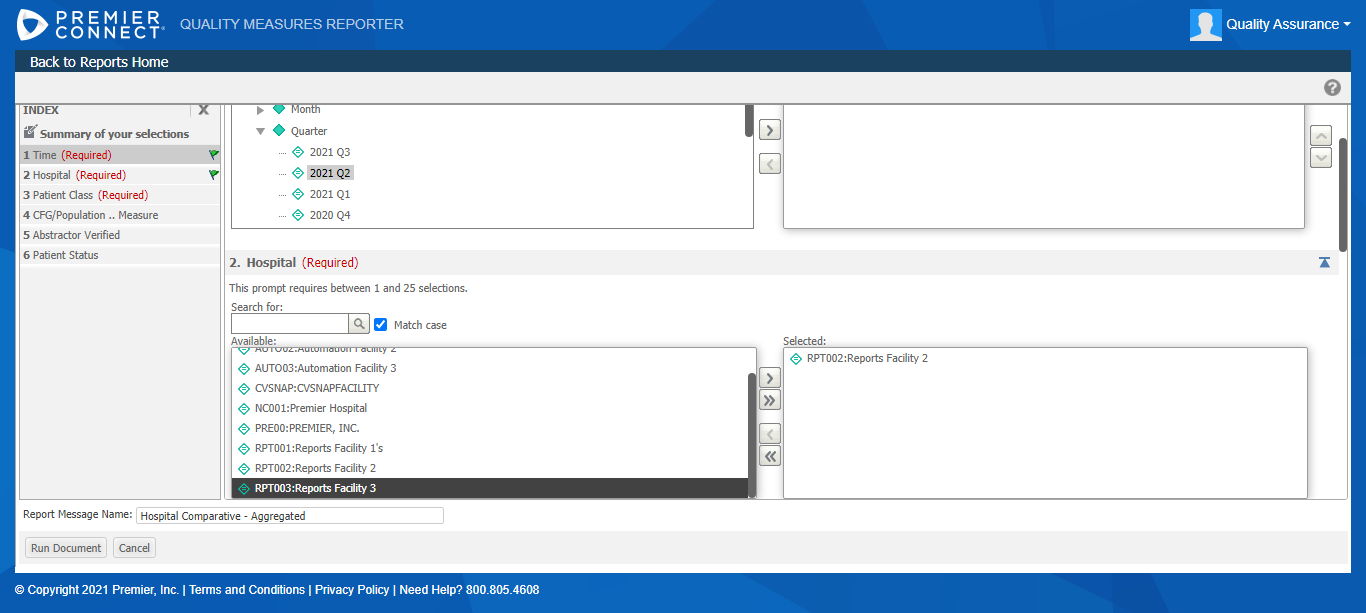 PREMIER CONNECT QUALITY MEASURES REPORTER
Quality Assurance
Back to Reports Home
INDEX
Summary of your selections
1 Time (Required)
2 Hospital (Required)
3 Patient Class (Required)
4 CFG/Population .. Measure
5 Abstractor Verified
6 Patient Status
Month
Quarter
2021 Q3
2021 Q2
2021 Q1
2020 Q4
2. Hospital (Required)
This prompt requires between 1 and 25 selections.
Search for:
Match case
Available:
AUTO02:Automation Facility 2
AUTO03:Automation Facility 3
CVSNAP:CVSNAPFACILITY
NC001:Premier Hospital
PRE00:PREMIER, INC.
RPT001:Reports Facility 1's
RPT002:Reports Facility 2
RPT003:Reports Facility 3
Selected:
RPT002:Reports Facility 2
Report Message Name: Hospital Comparative - Aggregated
Run Document Cancel
© Copyright 2021 Premier, Inc. | Terms and Conditions | Privacy Policy | Need Help? 800.805.4608